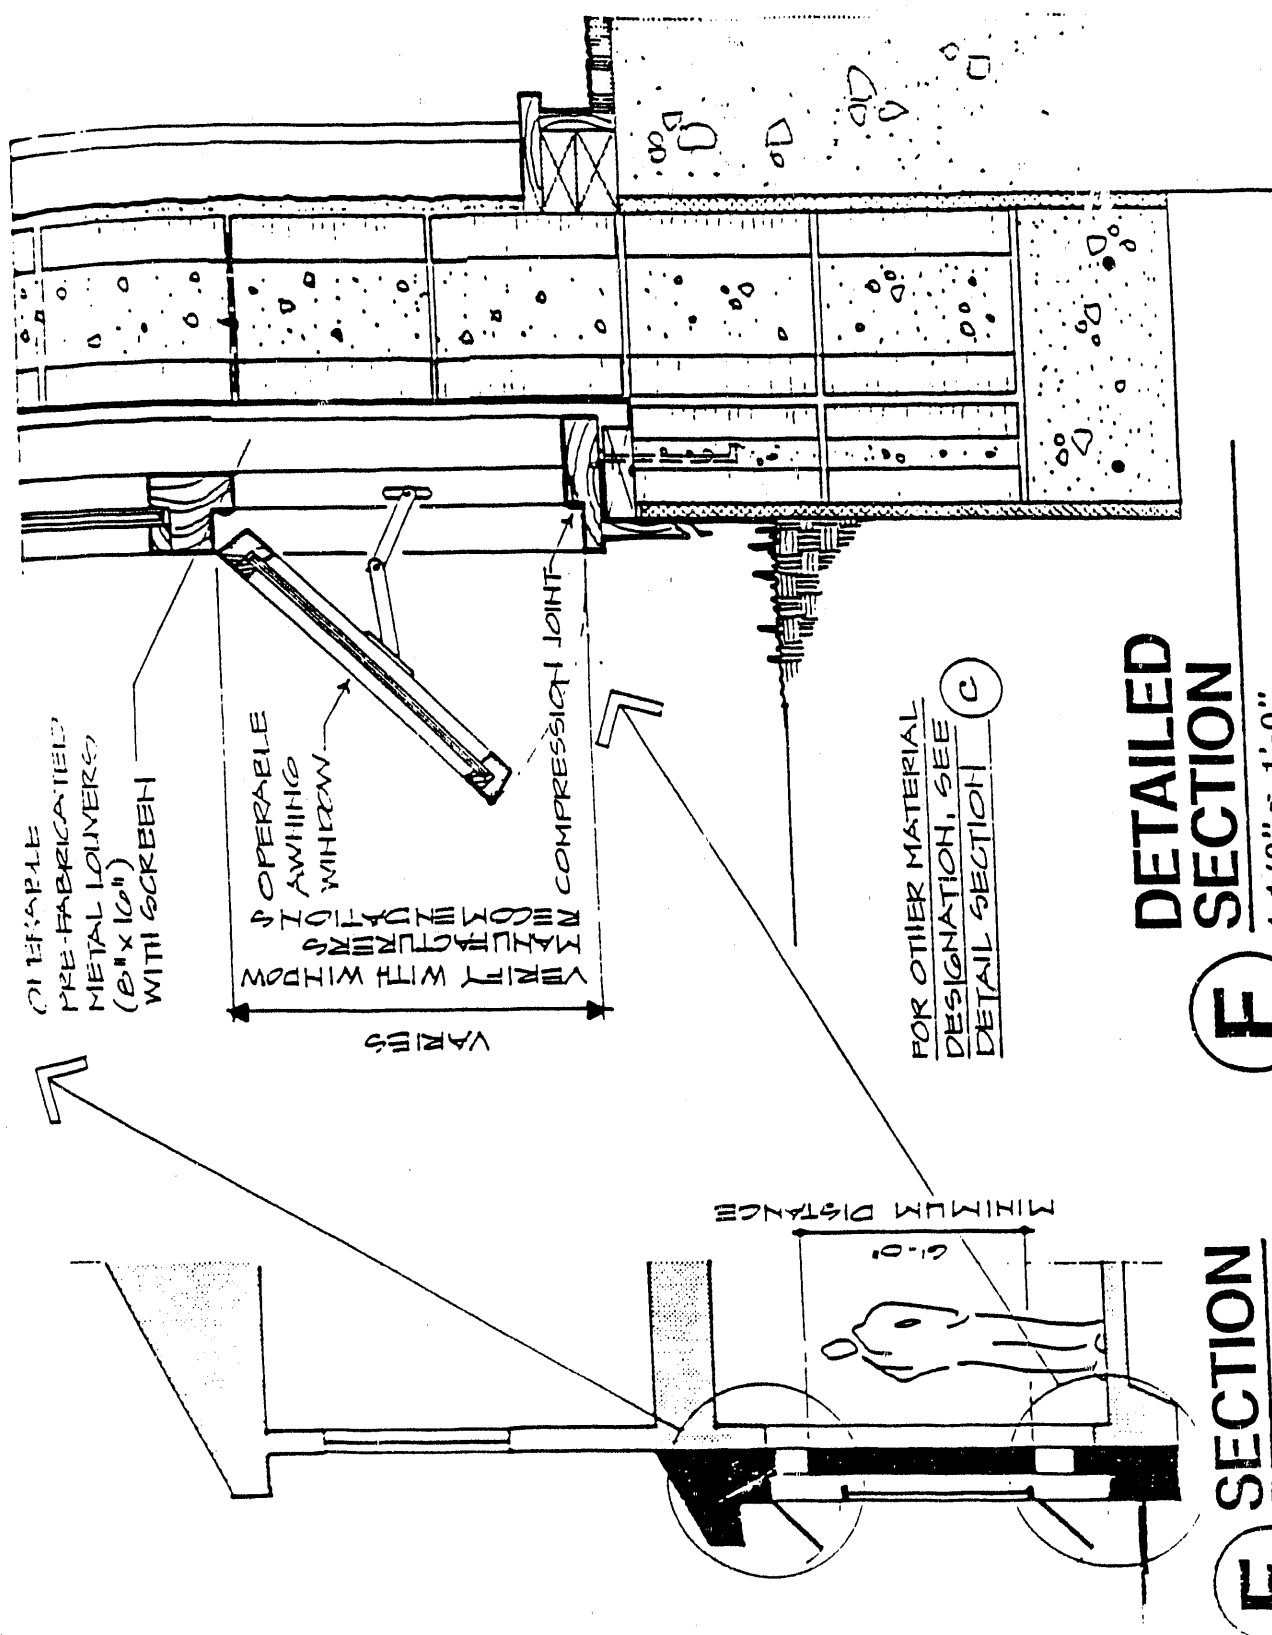 OPERABLE
PRE-FABRICATED
METAL LOUVERS
(8" x 16")
WITH SCREEN
OPERABLE
AWNING
WINDOW
COMPRESSION JOINT
VERIFY WITH WINDOW
MANUFACTURERS
RECOMENDATIONS
VARIES
FOR OTHER MATERIAL
DESIGNATION, SEE
DETAIL SECTION C
F DETAILED
SECTION
MINIMUM DISTANCE
6'-0"
SECTION